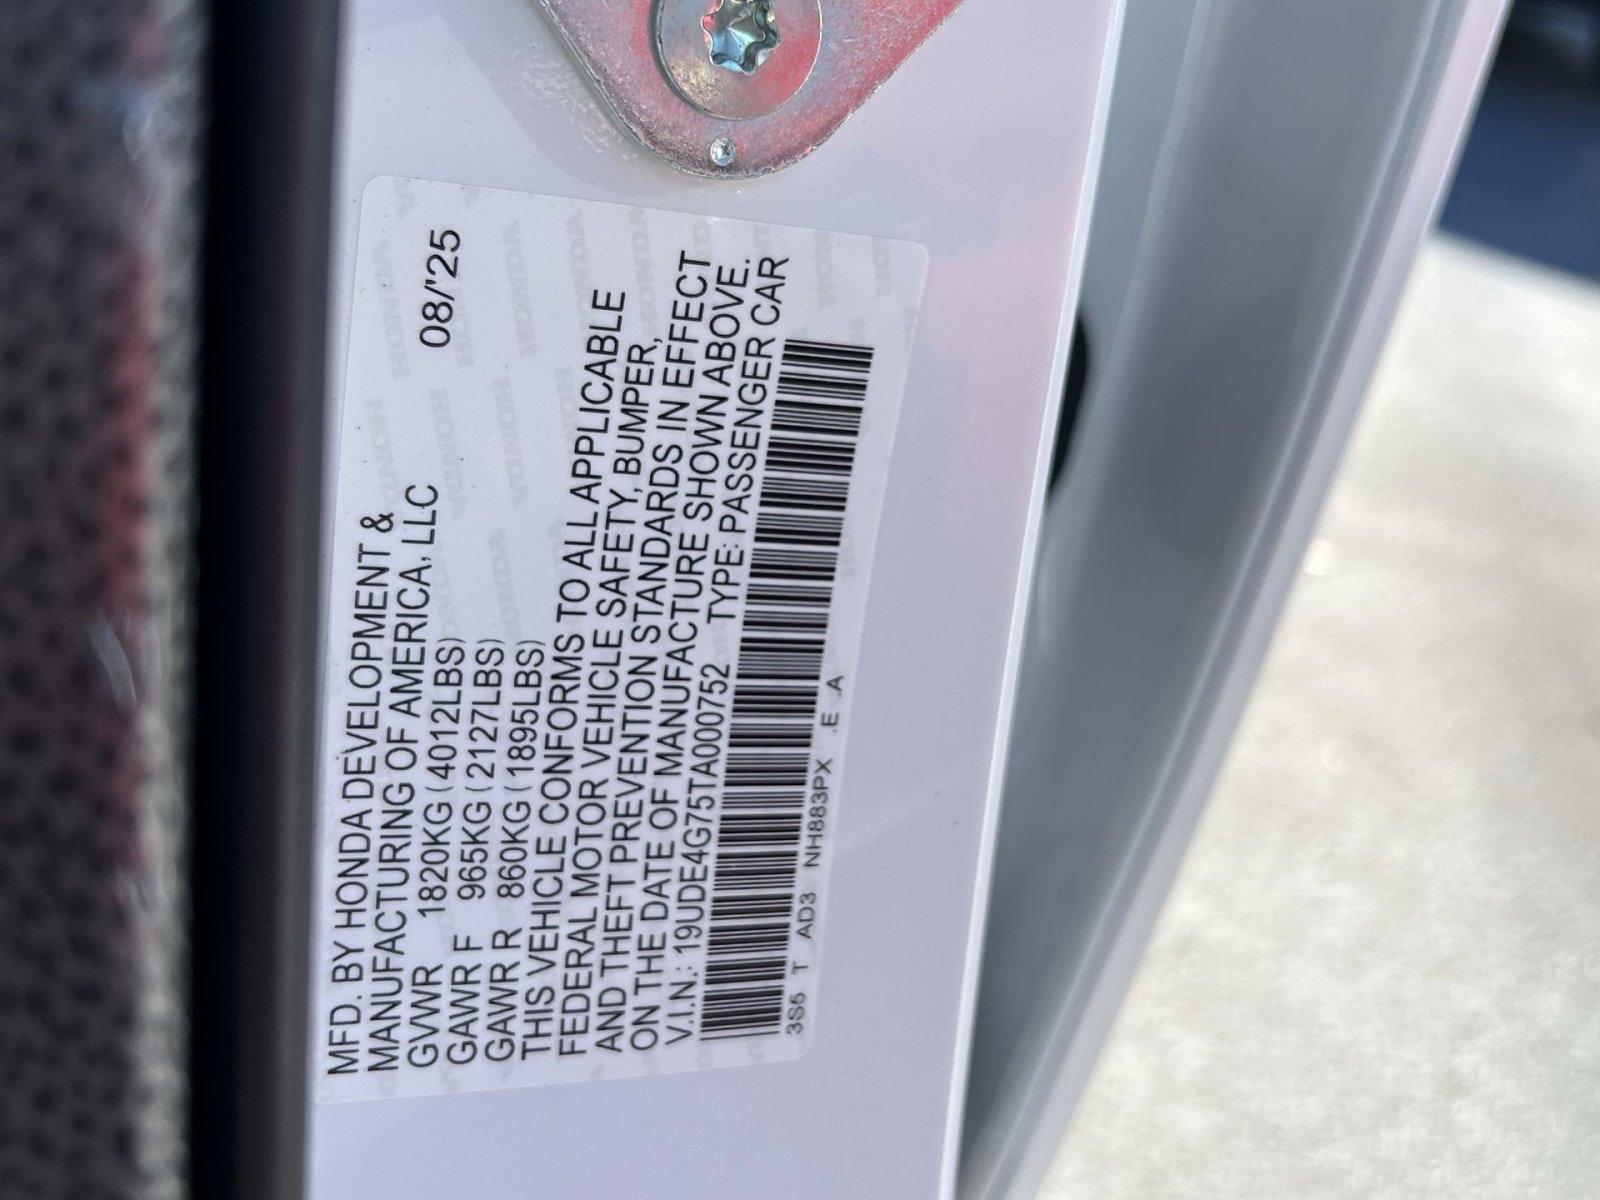 MFD. BY HONDA DEVELOPMENT &
MANUFACTURING OF AMERICA, LLC 08/'25
GVWR 1820KG (4012LBS)
GAWR F 965KG (2127LBS)
GAWR R 860KG (1895LBS)
THIS VEHICLE CONFORMS TO ALL APPLICABLE
FEDERAL MOTOR VEHICLE SAFETY, BUMPER,
AND THEFT PREVENTION STANDARDS IN EFFECT
ON THE DATE OF MANUFACTURE SHOWN ABOVE.
V.I.N.: 19UDE4G75TA000752 TYPE: PASSENGER CAR
3S5 T AD3 NH883PX .E .A